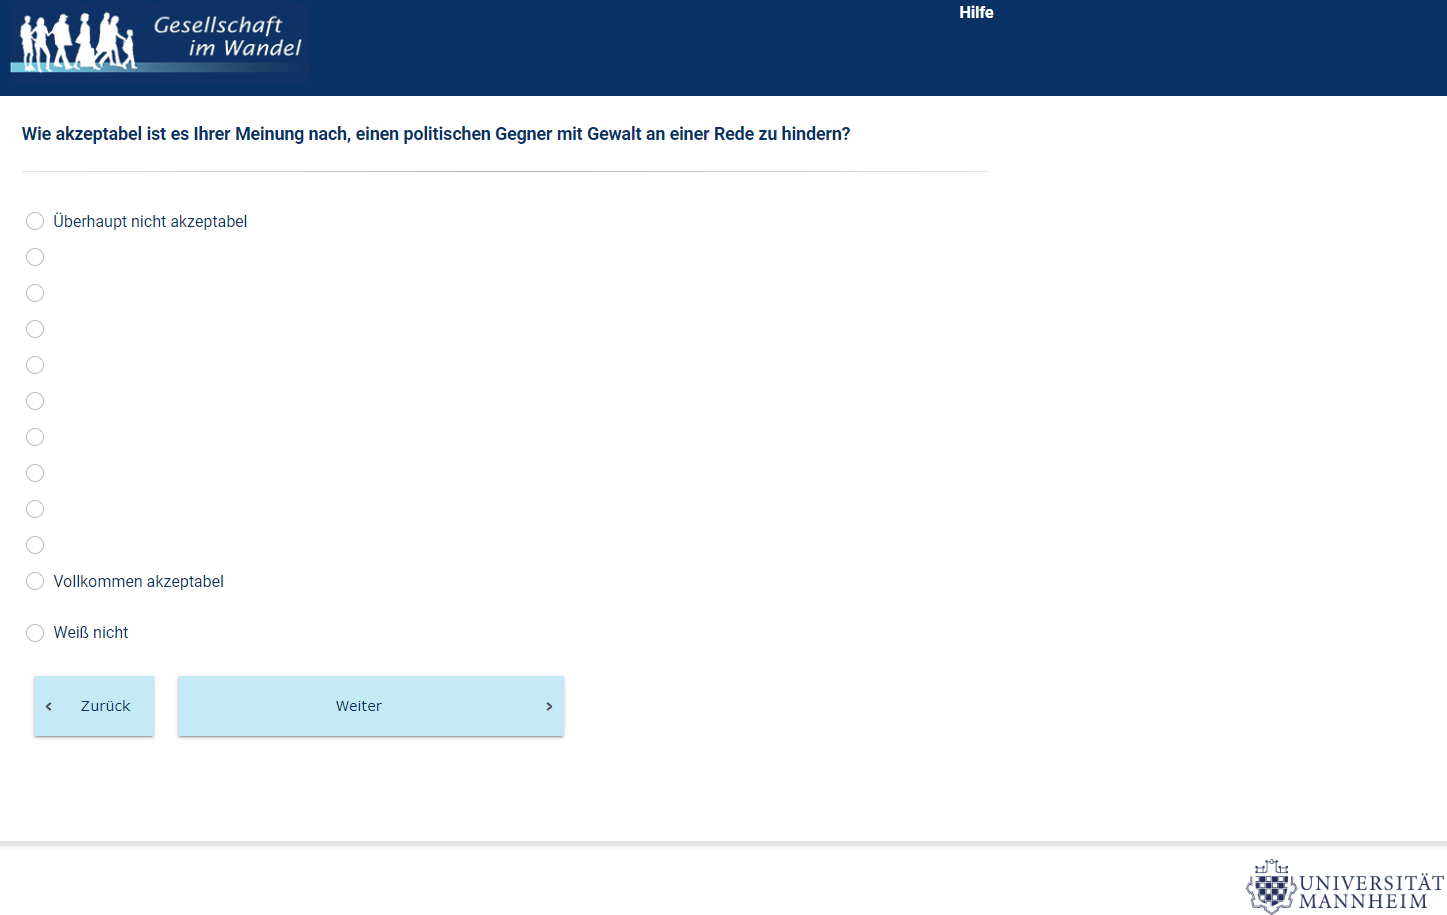 Gesellschaft
im Wandel
Hilfe
Wie akzeptabel ist es Ihrer Meinung nach, einen politischen Gegner mit Gewalt an einer Rede zu hindern?
Überhaupt nicht akzeptabel
Vollkommen akzeptabel
Weiß nicht
Zurück
Weiter
UNIVERSITÄT
MANNHEIM